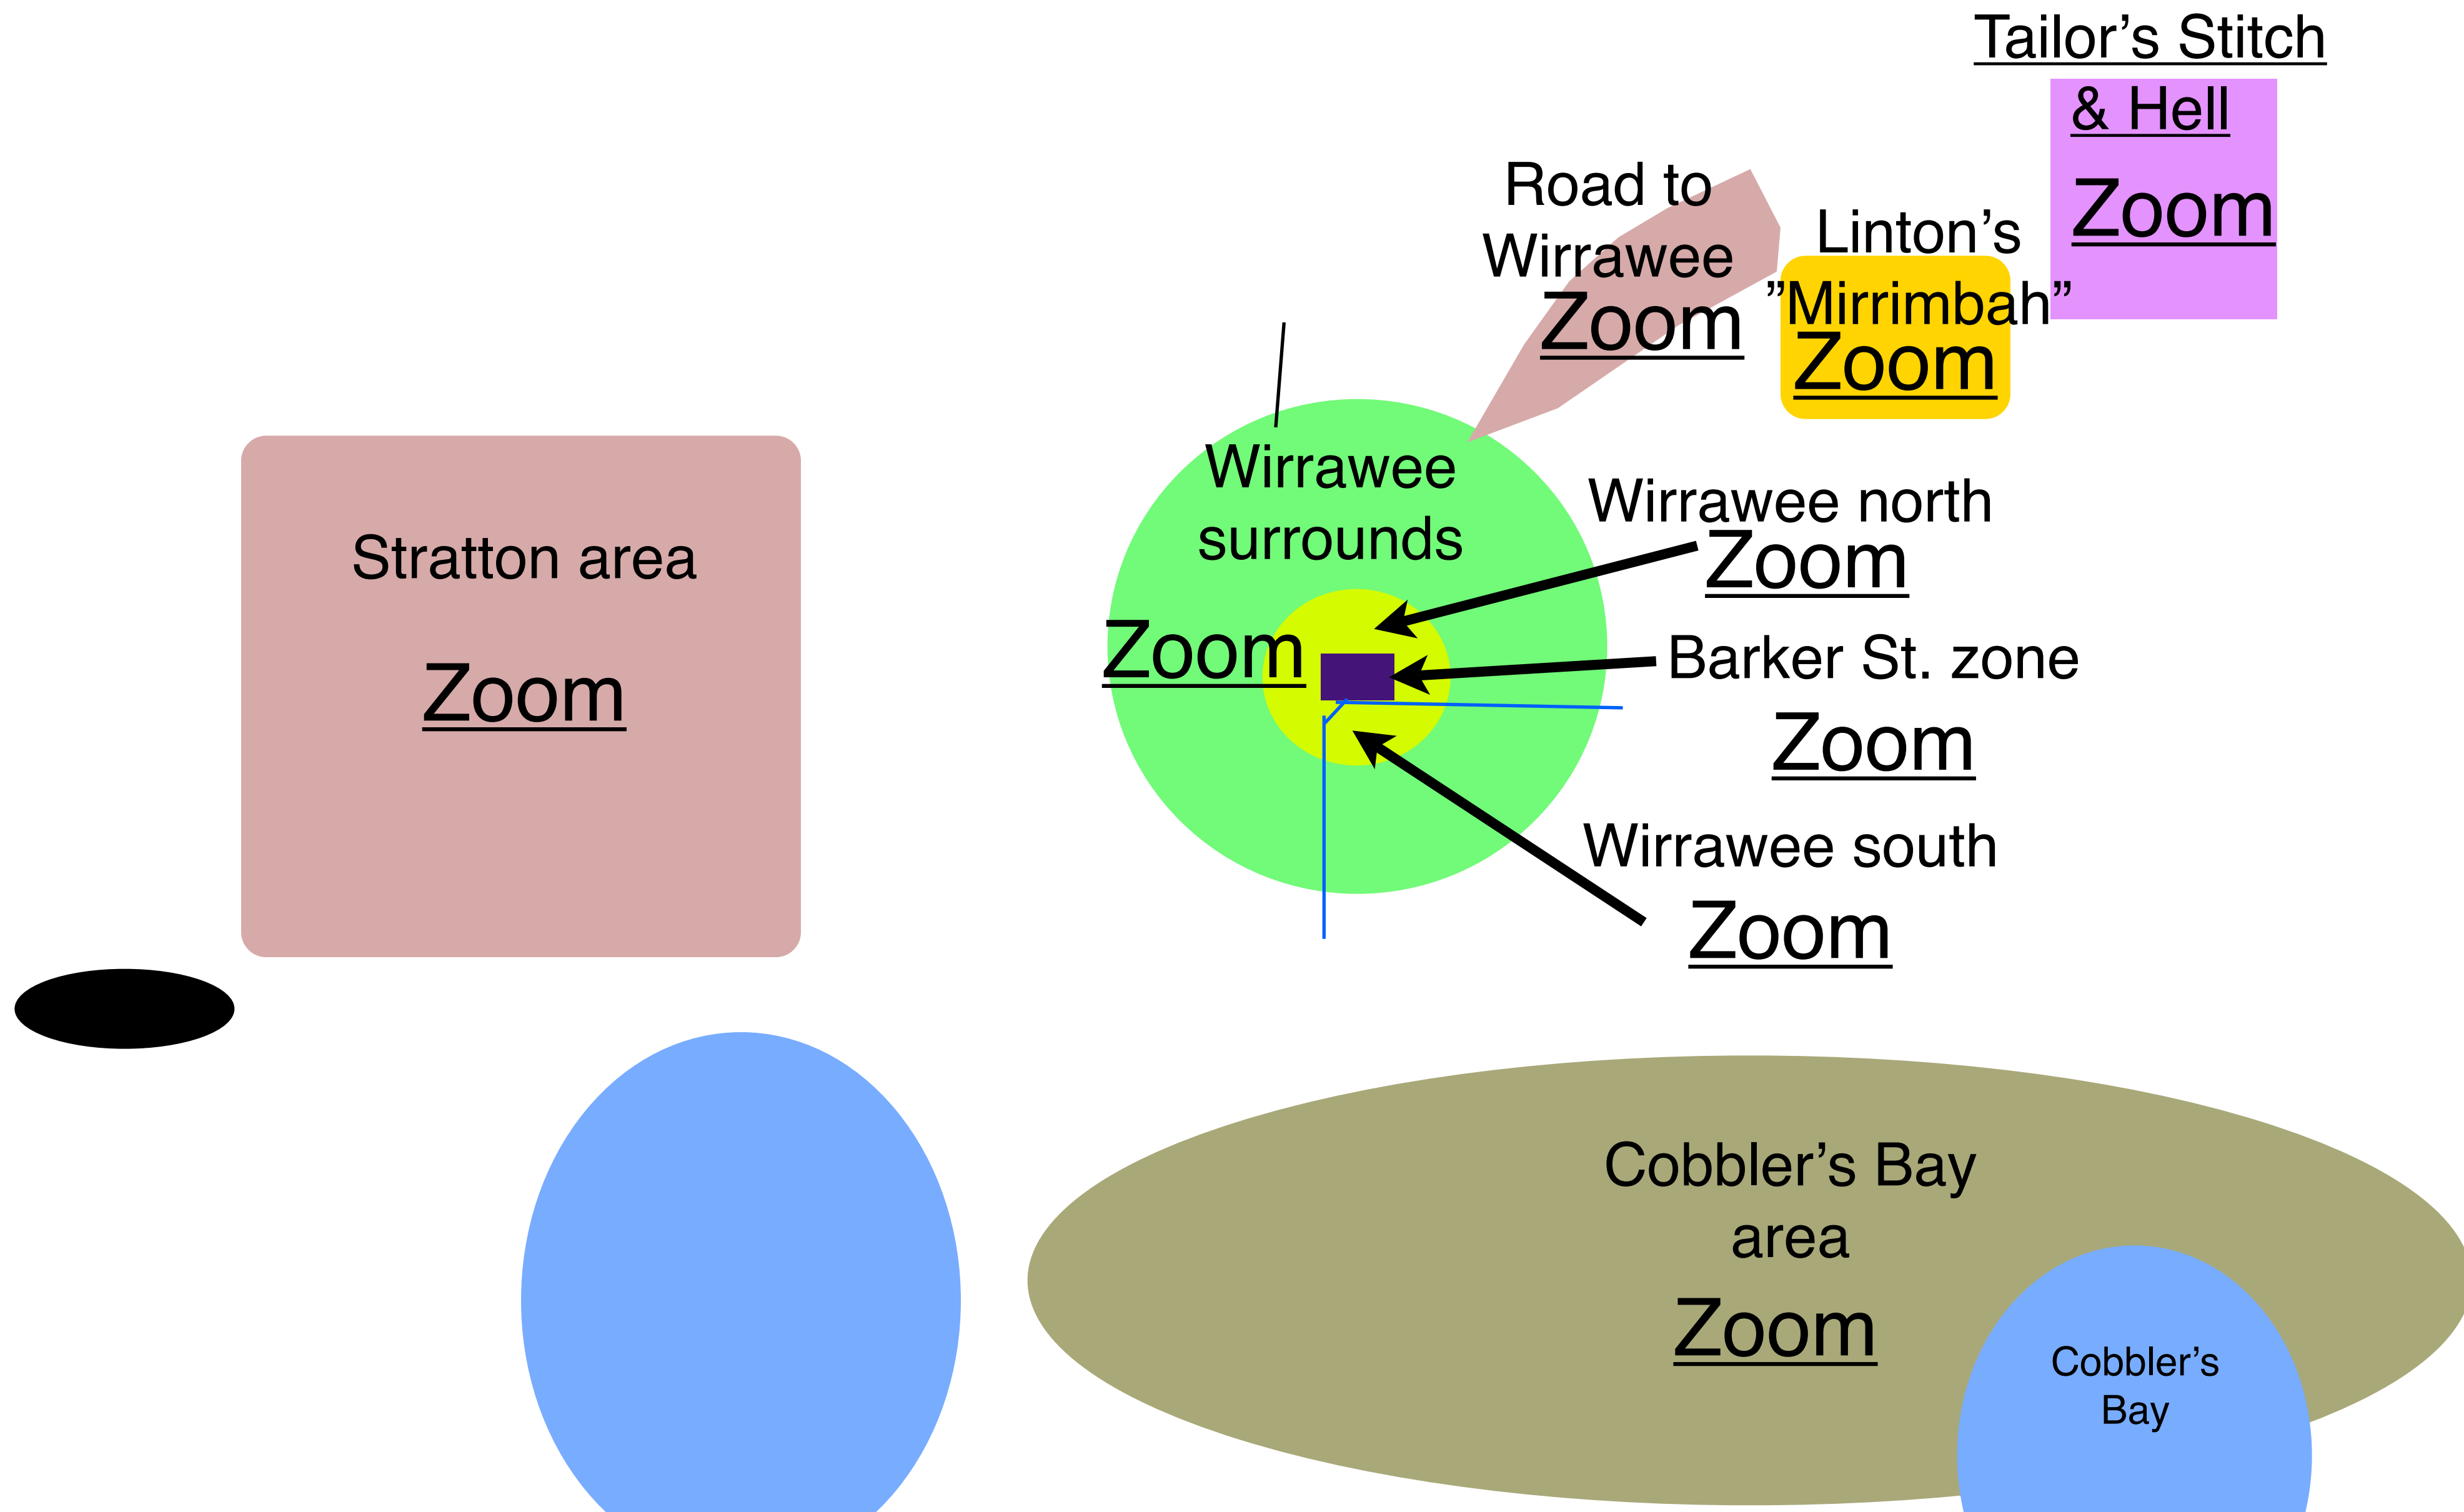 Tailor’s Stitch
& Hell
Zoom
Road to
Wirrawee
Zoom
Linton’s
”Mirrimbah”
Zoom
Wirrawee
surrounds
Zoom
Stratton area
Zoom
Wirrawee north
Zoom
Barker St. zone
Zoom
Wirrawee south
Zoom
Cobbler’s Bay
area
Zoom
Cobbler’s
Bay